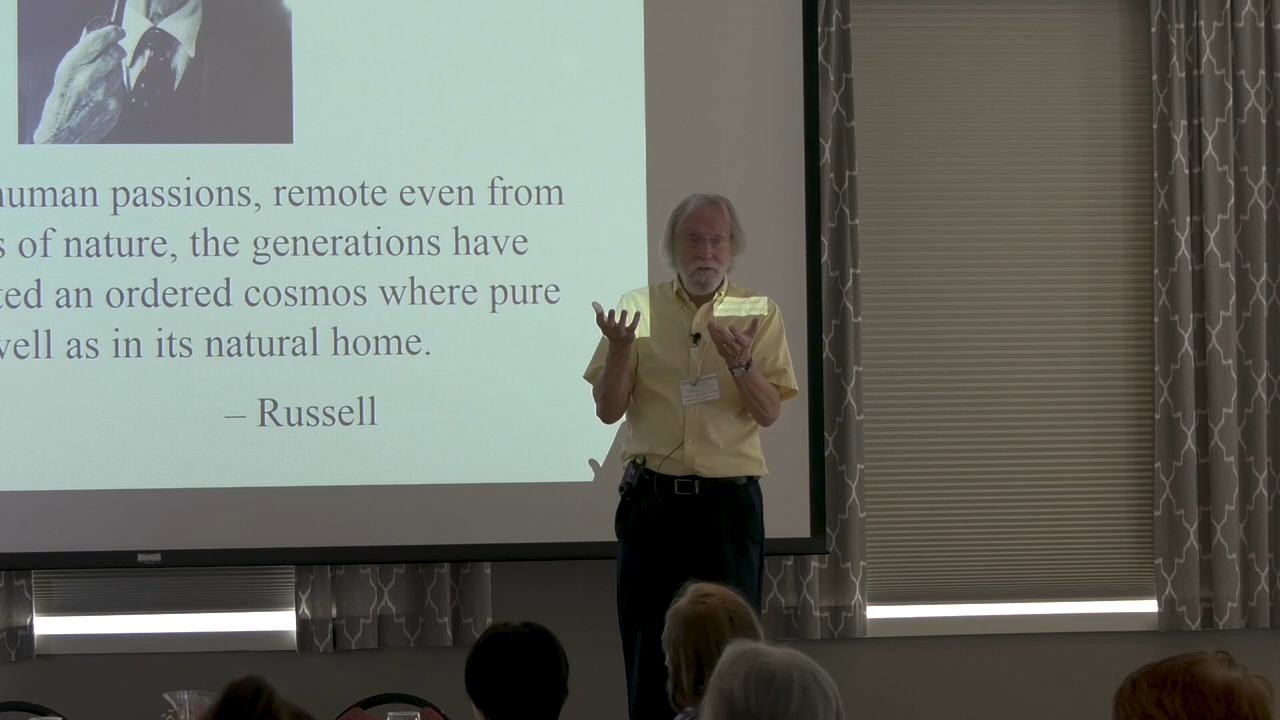 human passions, remote even from
s of nature, the generations have
ted an ordered cosmos where pure
well as in its natural home.
– Russell